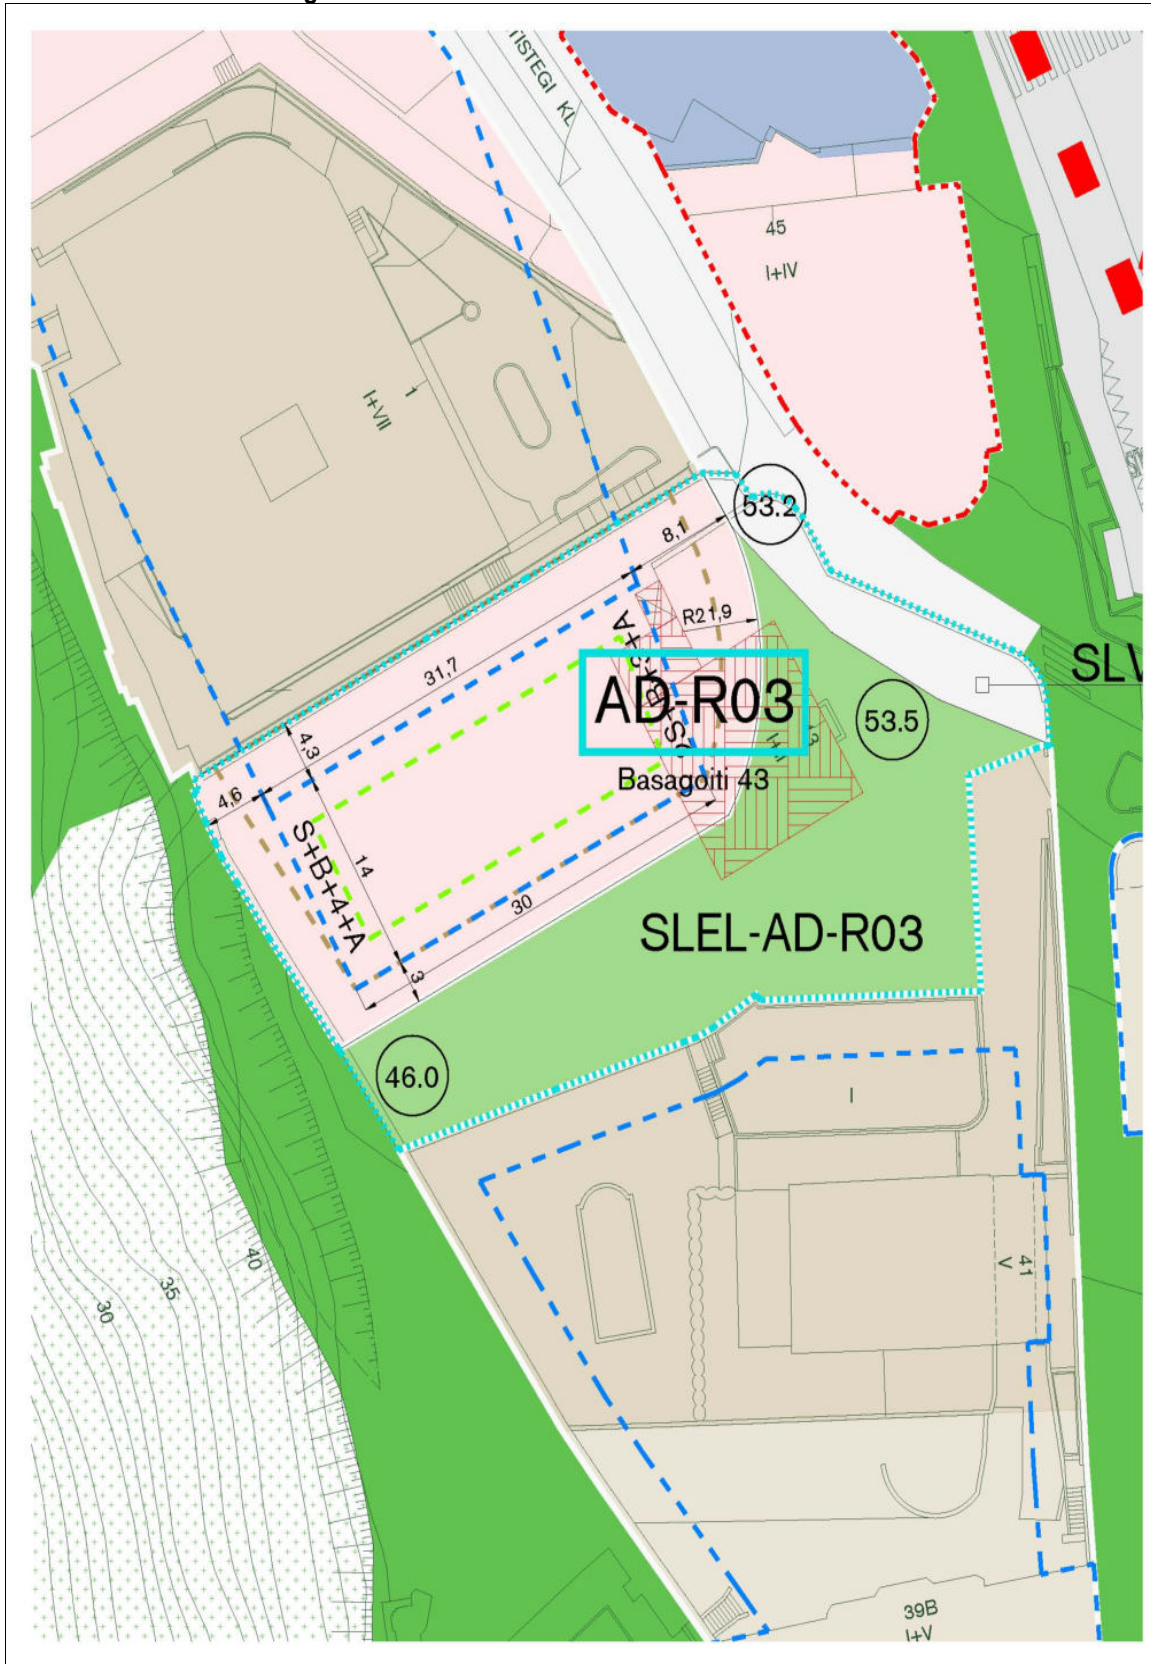 TISTEGI KL
45
I+IV
1
I+VII
53.2
8,1
R21,9
31,7
SLV
AD-R03
53.5
4,3
4,6
Basagoiti 43
S+B+4+A
14
30
SLEL-AD-R03
3
46.0
I
41
V
40
35
30
39B
I+V